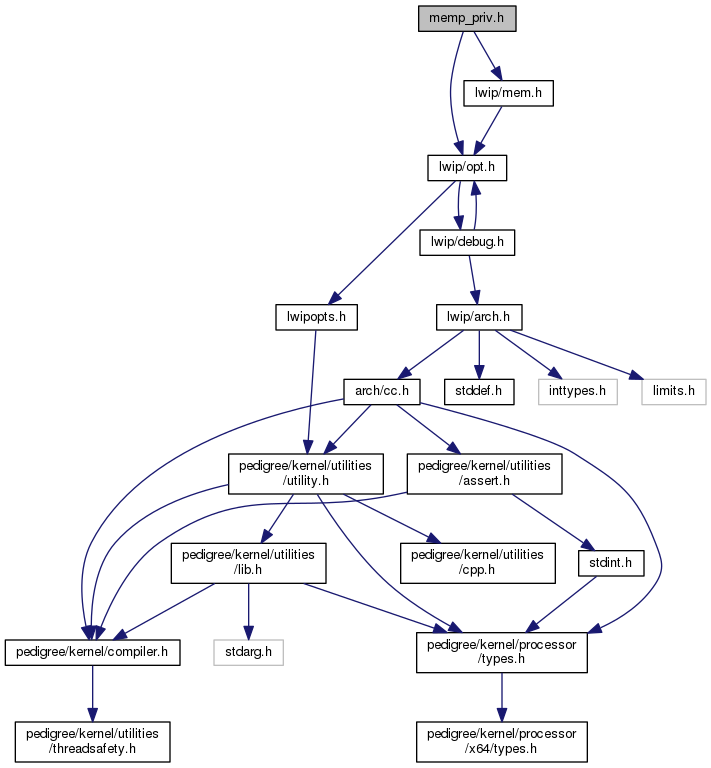 memp_priv.h
lwip/mem.h
lwip/opt.h
lwip/debug.h
lwipopts.h
lwip/arch.h
arch/cc.h
stddef.h
inttypes.h
limits.h
pedigree/kernel/utilities
/utility.h
pedigree/kernel/utilities
/assert.h
pedigree/kernel/utilities
/lib.h
pedigree/kernel/utilities
/cpp.h
stdint.h
pedigree/kernel/compiler.h
stdarg.h
pedigree/kernel/processor
/types.h
pedigree/kernel/utilities
/threadsafety.h
pedigree/kernel/processor
/x64/types.h